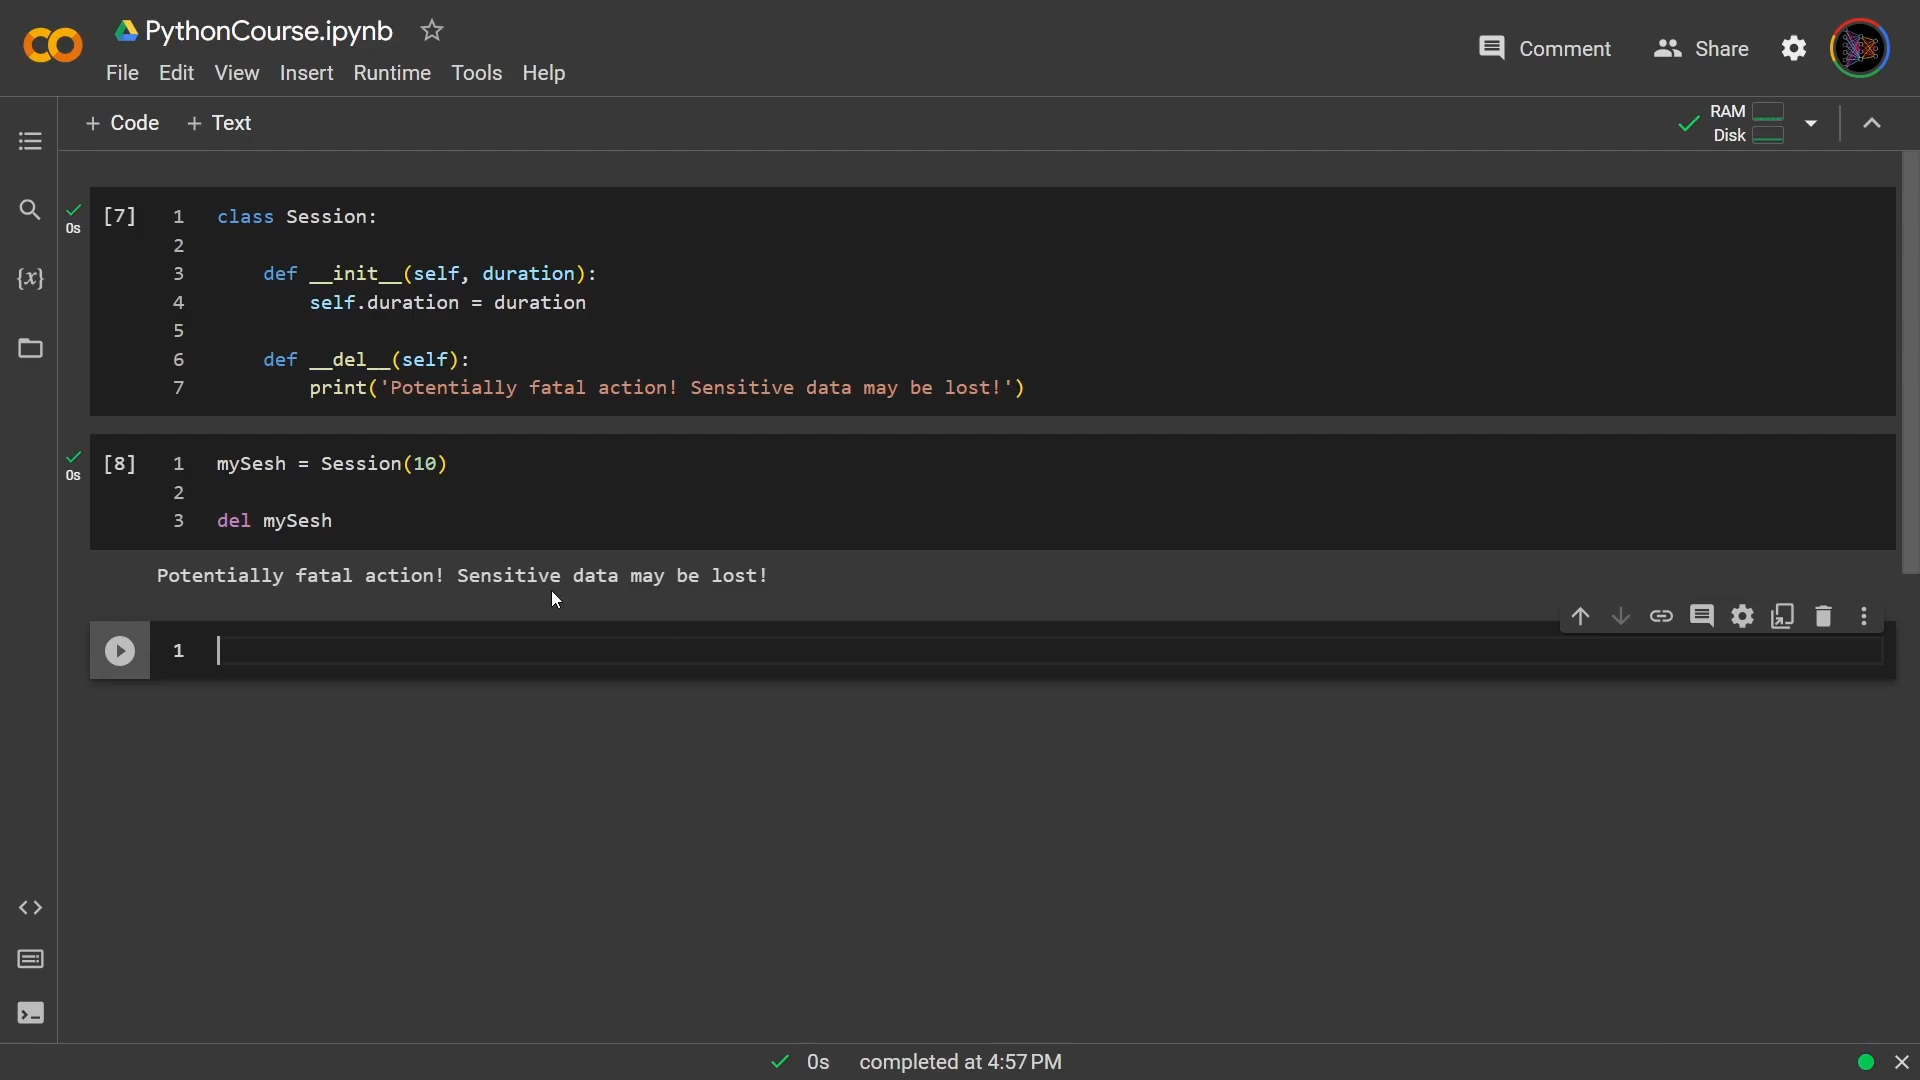 PythonCourse.ipynb
File Edit View Insert Runtime Tools Help
Comment Share
+ Code + Text
RAM
Disk
0s
[7]
1 class Session:
2
3     def __init__(self, duration):
4         self.duration = duration
5
6     def __del__(self):
7         print('Potentially fatal action! Sensitive data may be lost!')
0s
[8]
1 mySesh = Session(10)
2
3 del mySesh
Potentially fatal action! Sensitive data may be lost!
1
0s completed at 4:57 PM